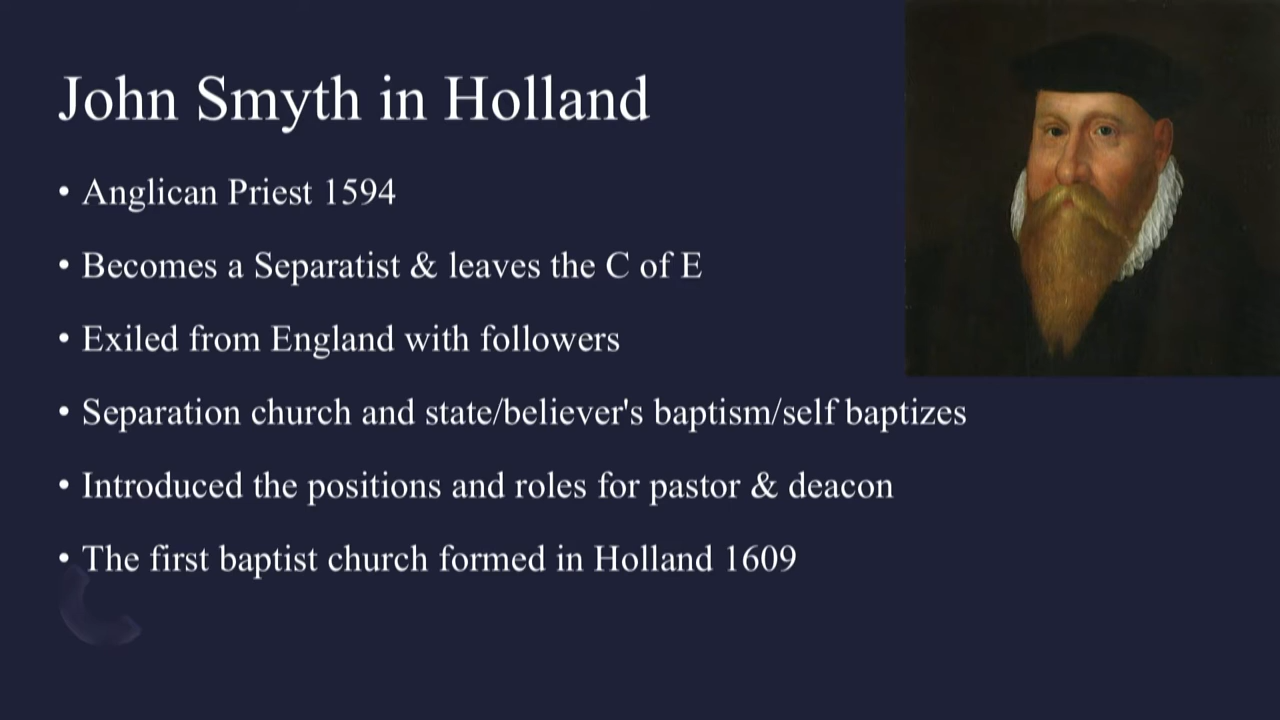 John Smyth in Holland
• Anglican Priest 1594
• Becomes a Separatist & leaves the C of E
• Exiled from England with followers
• Separation church and state/believer's baptism/self baptizes
• Introduced the positions and roles for pastor & deacon
• The first baptist church formed in Holland 1609